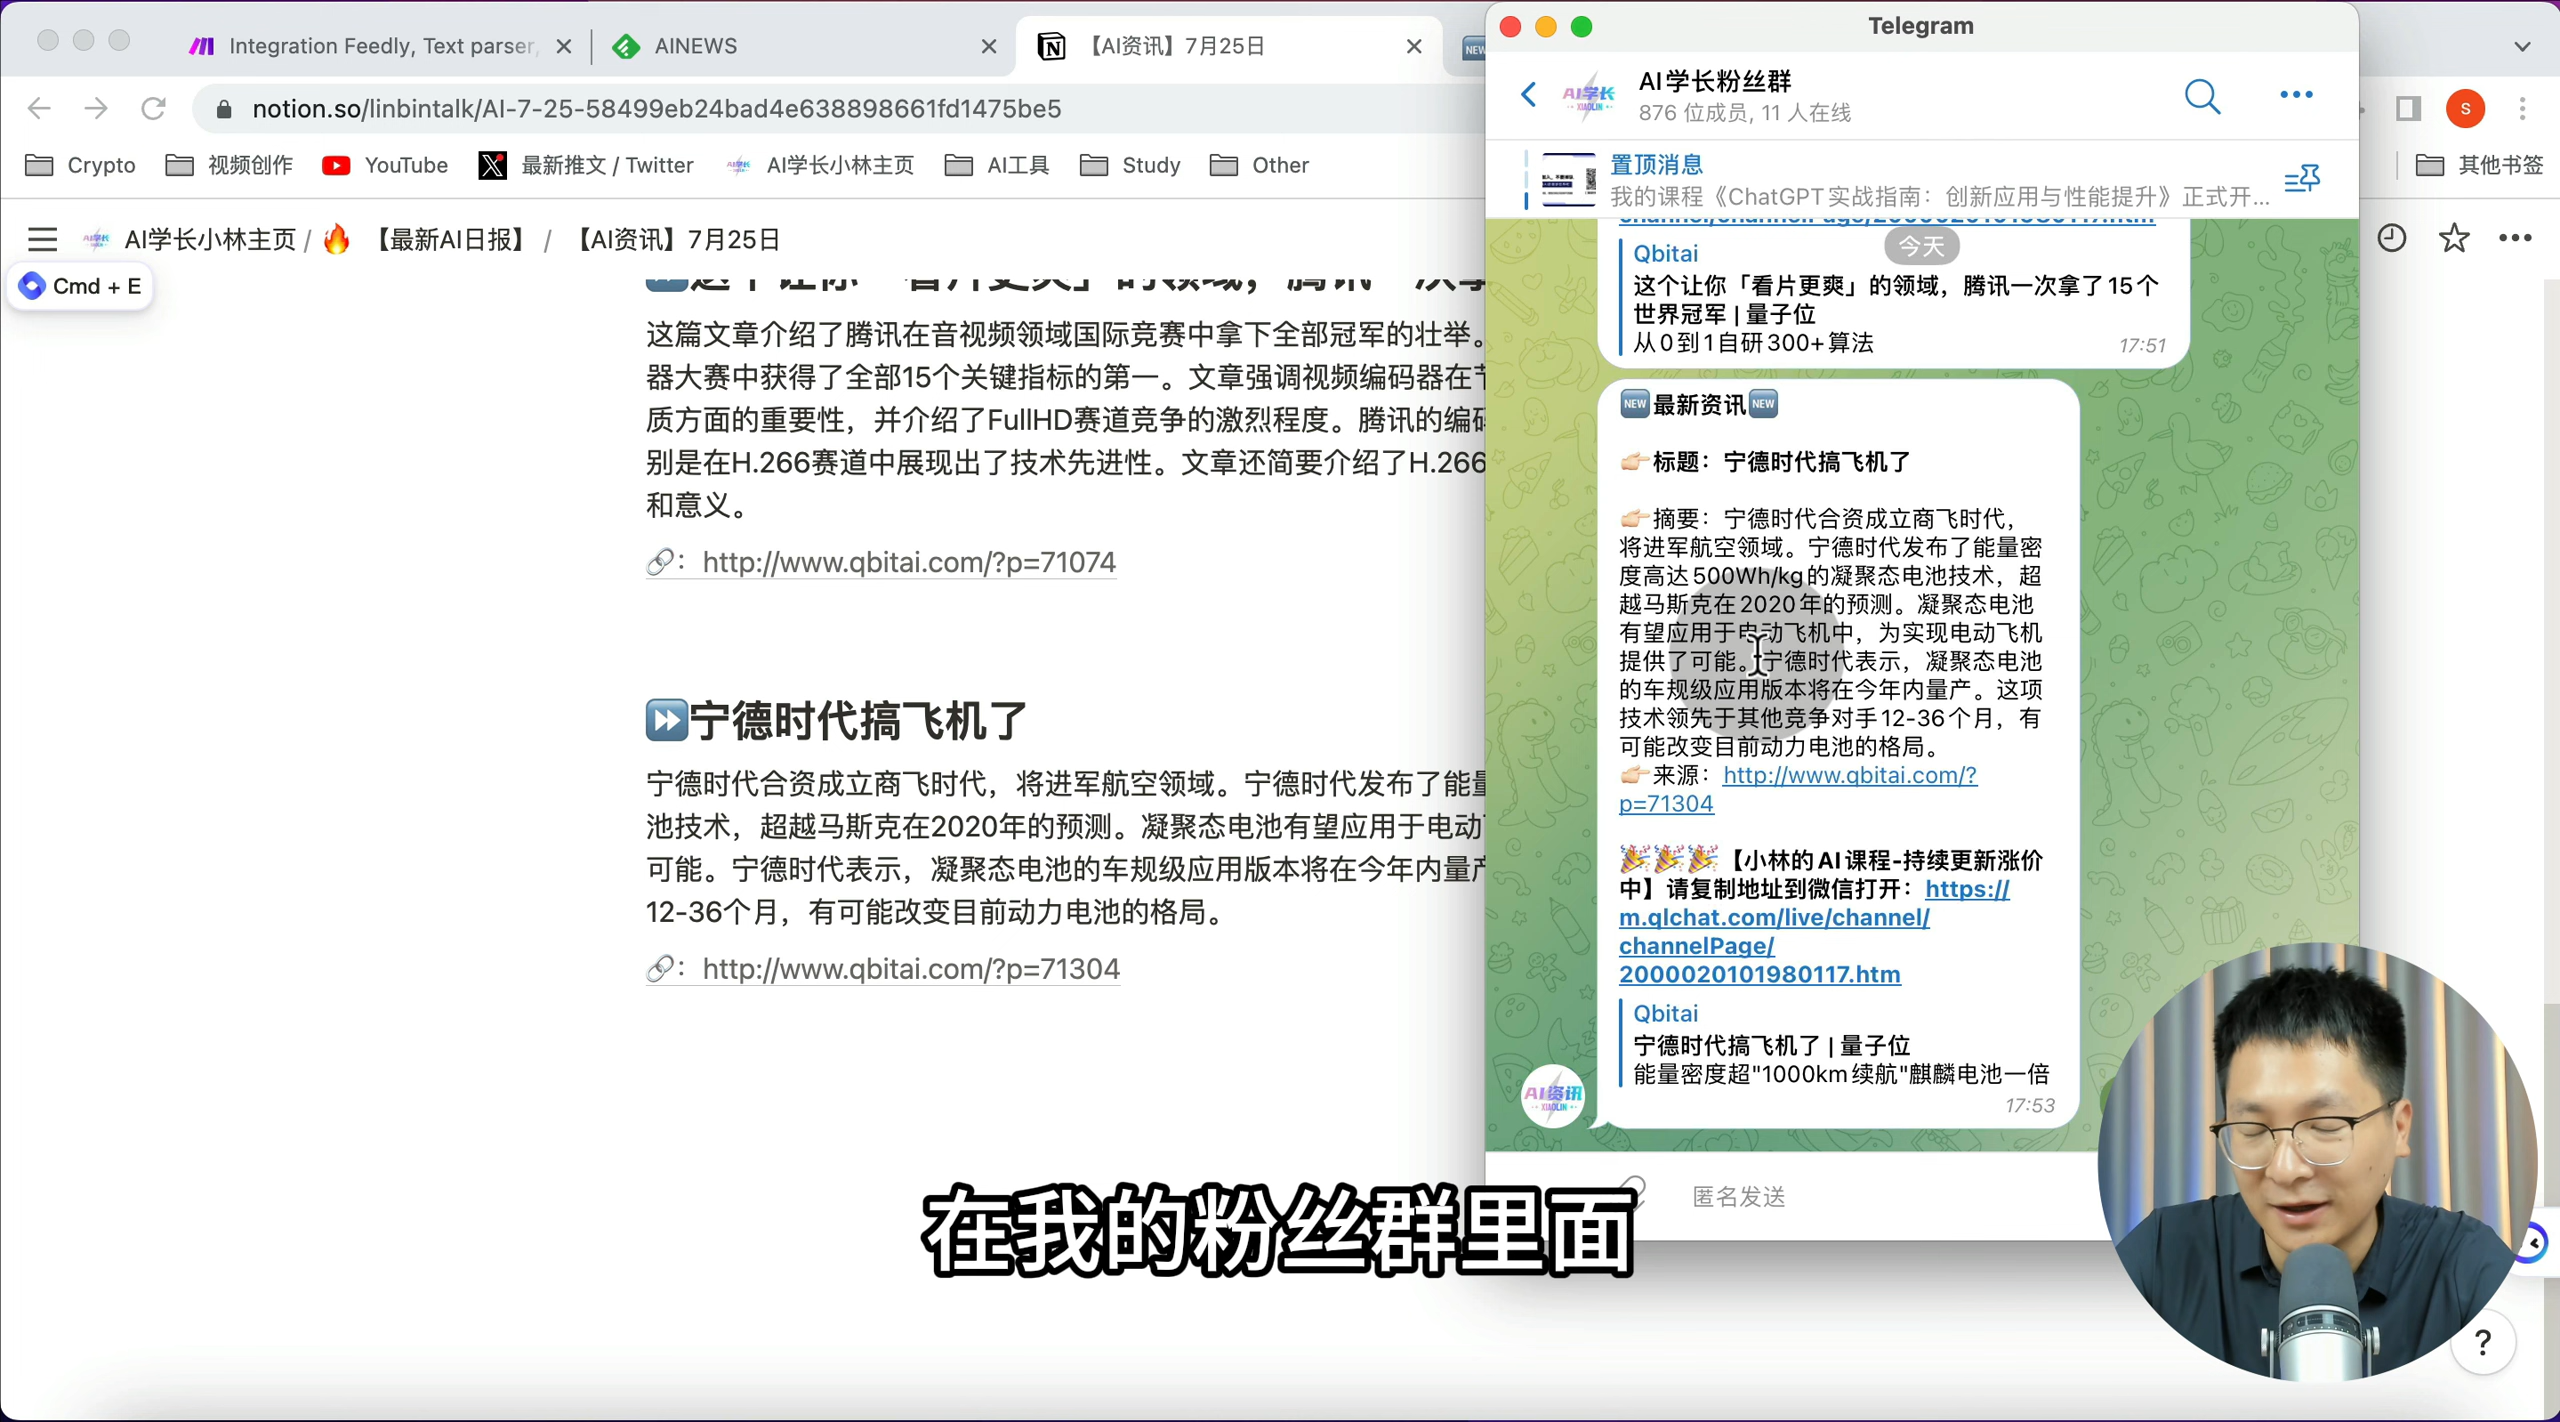 Integration Feedly, Text parser,
AINEWS
【AI资讯】7月25日
notion.so/linbintalk/AI-7-25-58499eb24bad4e638898661fd1475be5
S
Crypto
视频创作
YouTube
最新推文 / Twitter
AI学长小林主页
AI工具
Study
Other
其他书签
AI学长小林主页 / 【最新AI日报】 / 【AI资讯】7月25日
Cmd + E
这篇文章介绍了腾讯在音视频领域国际竞赛中拿下全部冠军的壮举。
器大赛中获得了全部15个关键指标的第一。文章强调视频编码器在节
质方面的重要性，并介绍了FullHD赛道竞争的激烈程度。腾讯的编码
别是在H.266赛道中展现出了技术先进性。文章还简要介绍了H.266
和意义。
: http://www.qbitai.com/?p=71074
宁德时代搞飞机了
宁德时代合资成立商飞时代，将进军航空领域。宁德时代发布了能量
池技术，超越马斯克在2020年的预测。凝聚态电池有望应用于电动
可能。宁德时代表示，凝聚态电池的车规级应用版本将在今年内量产
12-36个月，有可能改变目前动力电池的格局。
: http://www.qbitai.com/?p=71304
Telegram
AI学长粉丝群
876 位成员, 11 人在线
置顶消息
我的课程《ChatGPT实战指南：创新应用与性能提升》正式开...
今天
Qbitai
这个让你「看片更爽」的领域，腾讯一次拿了15个
世界冠军 | 量子位
从0到1自研300+算法
17:51
NEW最新资讯NEW
标题：宁德时代搞飞机了
摘要：宁德时代合资成立商飞时代，
将进军航空领域。宁德时代发布了能量密
度高达500Wh/kg的凝聚态电池技术，超
越马斯克在2020年的预测。凝聚态电池
有望应用于电动飞机中，为实现电动飞机
提供了可能。宁德时代表示，凝聚态电池
的车规级应用版本将在今年内量产。这项
技术领先于其他竞争对手12-36个月，有
可能改变目前动力电池的格局。
来源：http://www.qbitai.com/?
p=71304
【小林的AI课程-持续更新涨价
中】请复制地址到微信打开：https://
m.qlchat.com/live/channel/
channelPage/
2000020101980117.htm
Qbitai
宁德时代搞飞机了 | 量子位
能量密度超"1000km续航"麒麟电池一倍
17:53
AI资讯
XIAOLIN
匿名发送
在我的粉丝群里面
?